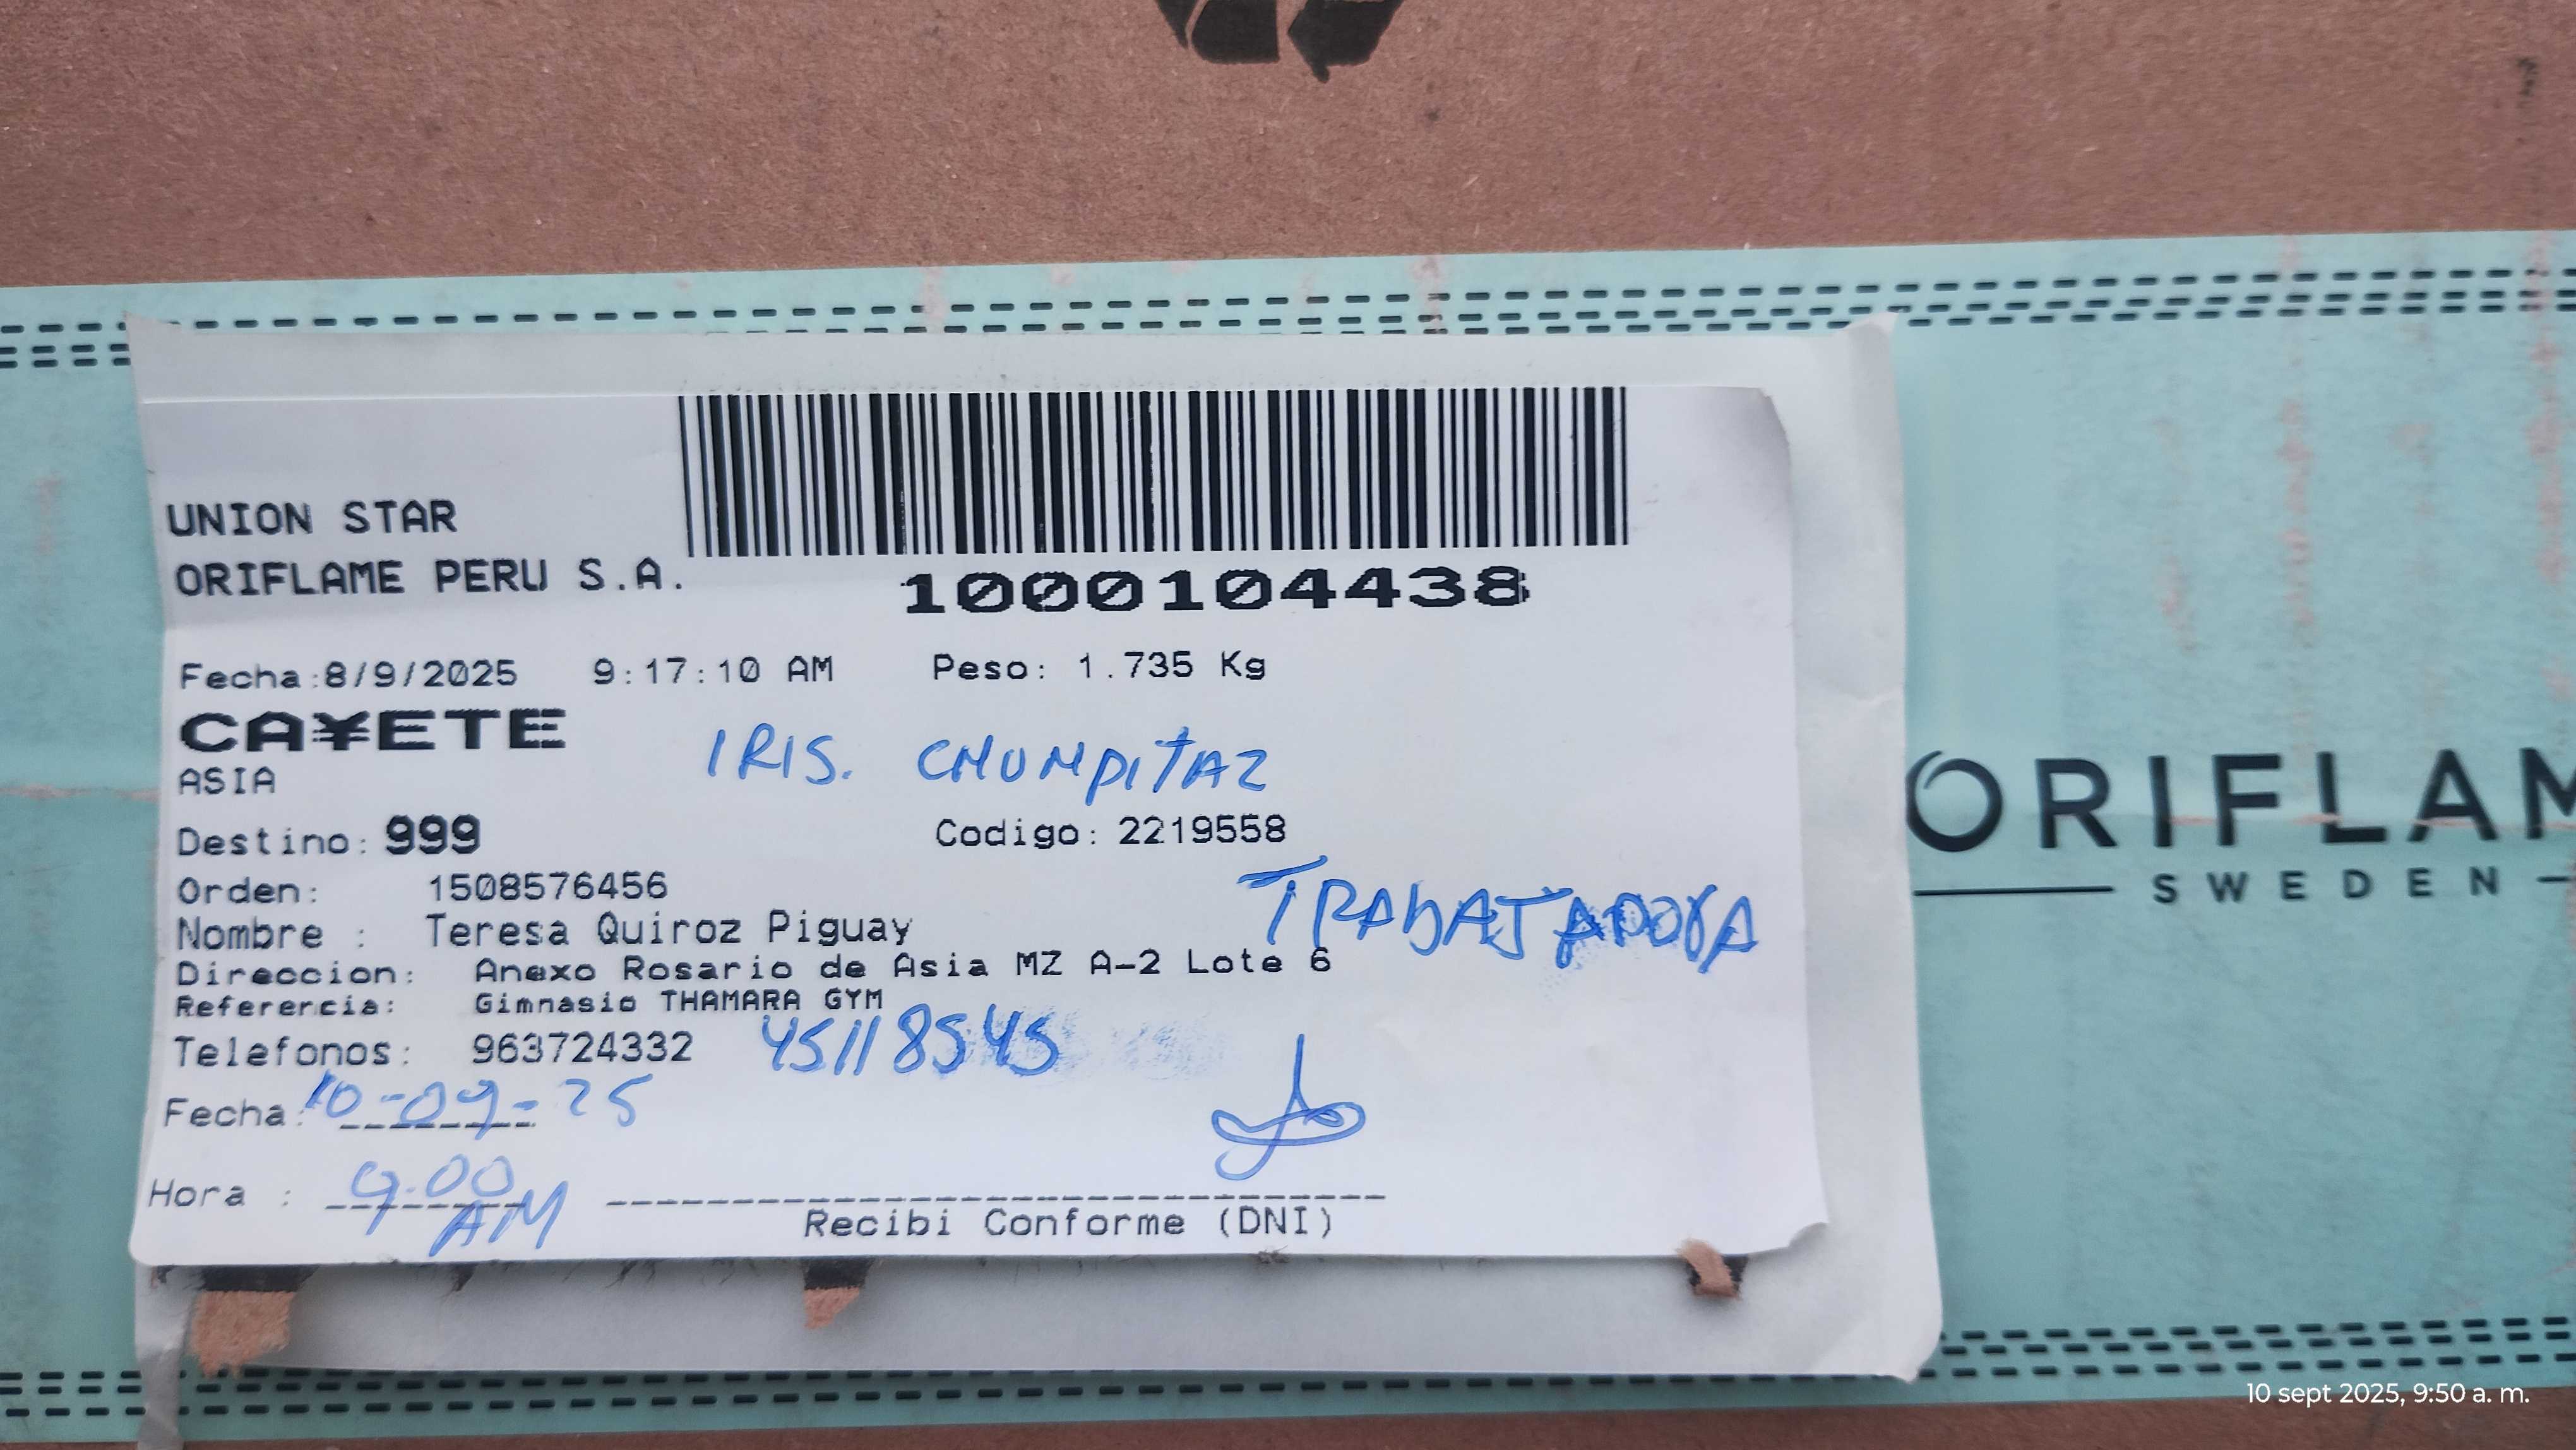 UNION STAR
ORIFLAME PERU S.A.
1000104438
Fecha:8/9/2025 9:17:10 AM Peso: 1.735 Kg
CA¥ETE
IRIS. CHUMPITAZ
ASIA
Destino: 999 Codigo: 2219558
Orden: 1508576456
TRABAJADORA
Nombre : Teresa Quiroz Piguay
Direccion: Anexo Rosario de Asia MZ A-2 Lote 6
Referencia: Gimnasio THAMARA GYM
Telefonos: 963724332 45118545
Fecha: 10-09-25
Hora : 9.00
AM
Recibi Conforme (DNI)
ORIFLAM
SWEDEN
10 sept 2025, 9:50 a. m.